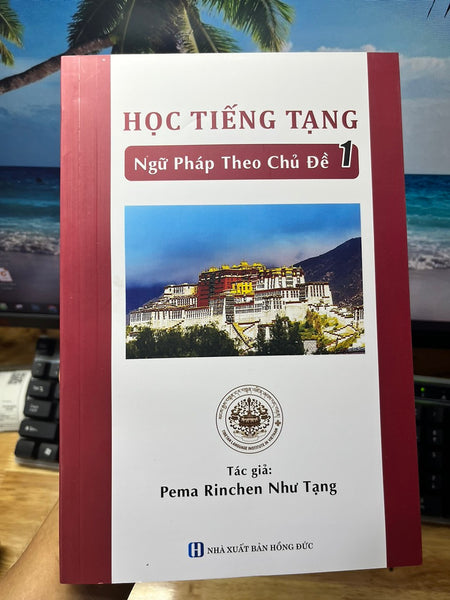 HỌC TIẾNG TẠNG
Ngữ Pháp Theo Chủ Đề 1
Tác giả:
Pema Rinchen Như Tạng
NHÀ XUẤT BẢN HỒNG ĐỨC